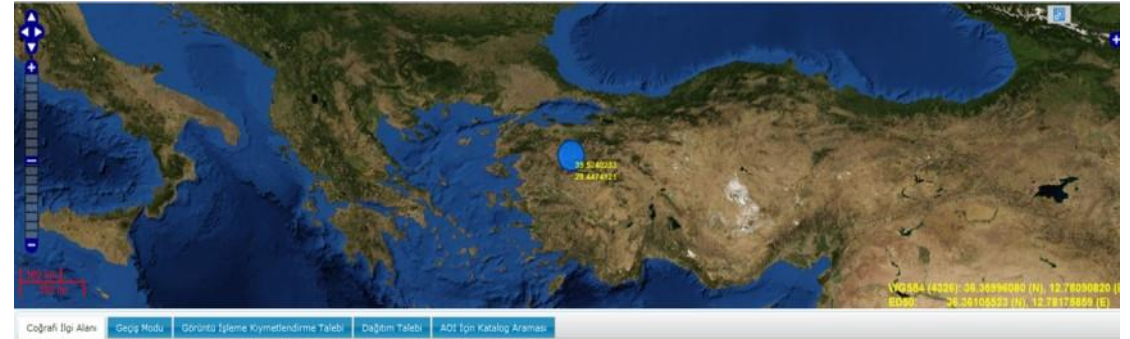 39.5240233
29.4474121
WGS84 (4326): 36.36996080 (N), 12.78090820 (E
ED50: 36.36105523 (N), 12.78175859 (E)
Coğrafi İlgi Alanı Geçiş Modu Görüntü İşleme Kıymetlendirme Talebi Dağıtım Talebi AOI İçin Katalog Araması